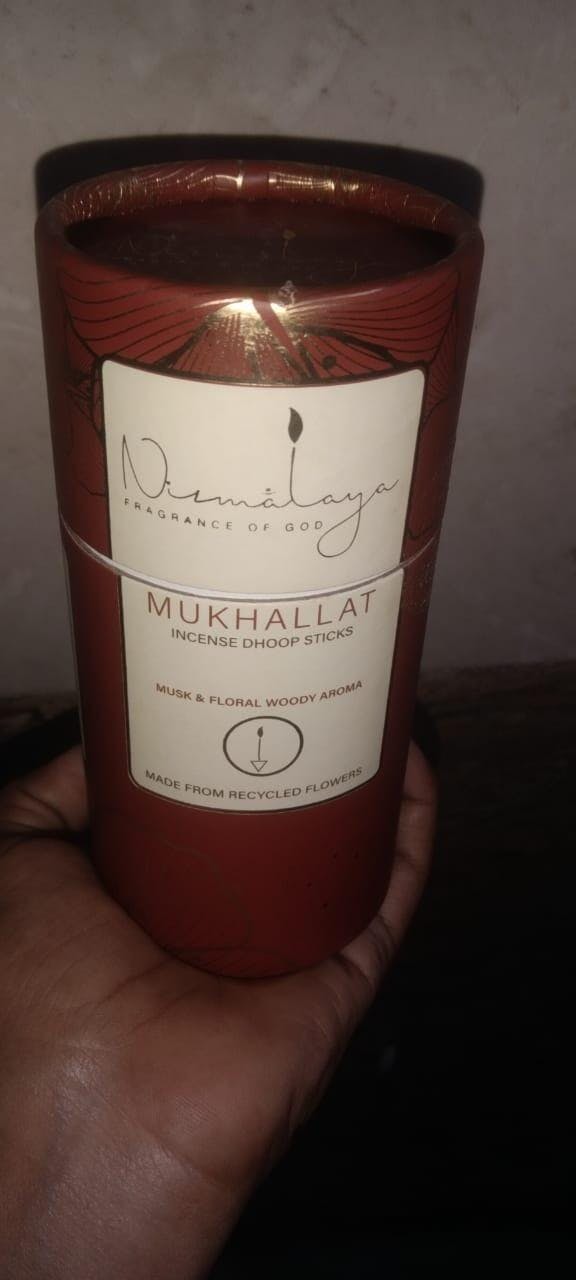 Nirmalaya
FRAGRANCE OF GOD
MUKHALLAT
INCENSE DHOOP STICKS
MUSK & FLORAL WOODY AROMA
MADE FROM RECYCLED FLOWERS